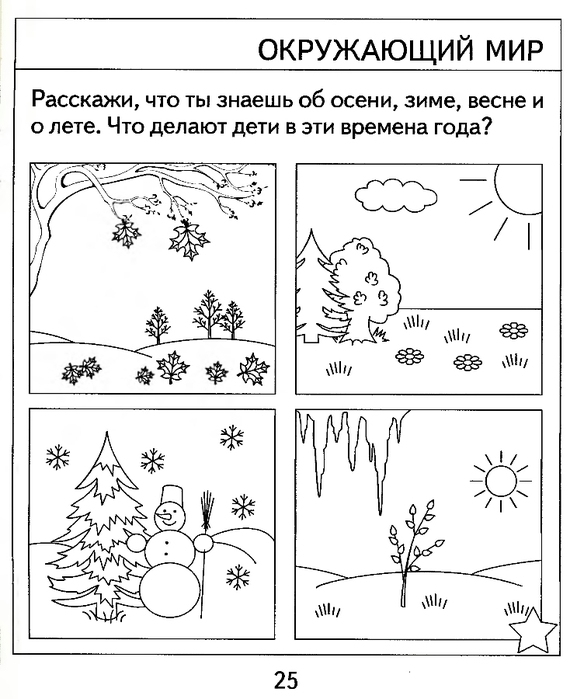 ОКРУЖАЮЩИЙ МИР
Расскажи, что ты знаешь об осени, зиме, весне и
о лете. Что делают дети в эти времена года?
25